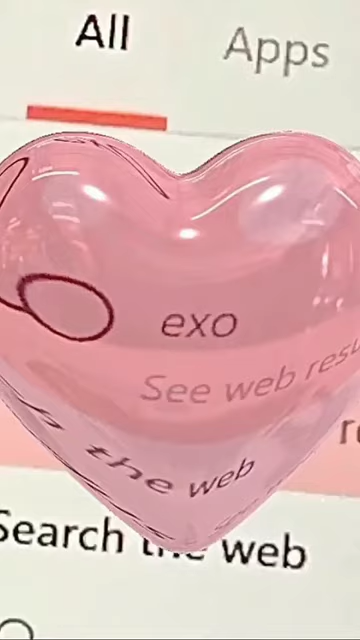 All Apps
exo
See web resu
the web
Search the web